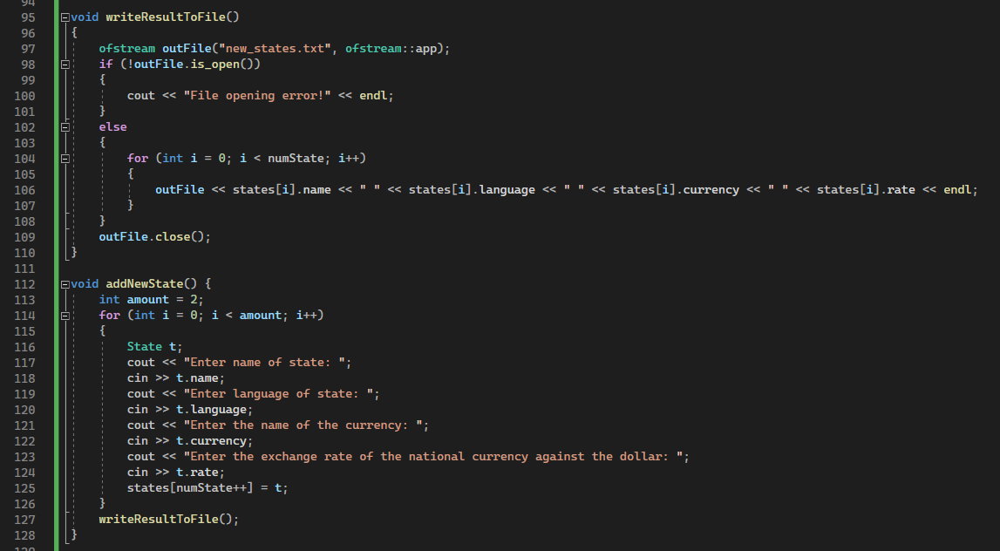 94
95 void writeResultToFile()
96 {
97 ofstream outFile("new_states.txt", ofstream::app);
98 if (!outFile.is_open())
99 {
100 cout << "File opening error!" << endl;
101 }
102 else
103 {
104 for (int i = 0; i < numState; i++)
105 {
106 outFile << states[i].name << " " << states[i].language << " " << states[i].currency << " " << states[i].rate << endl;
107 }
108 }
109 outFile.close();
110 }
111
112 void addNewState() {
113 int amount = 2;
114 for (int i = 0; i < amount; i++)
115 {
116 State t;
117 cout << "Enter name of state: ";
118 cin >> t.name;
119 cout << "Enter language of state: ";
120 cin >> t.language;
121 cout << "Enter the name of the currency: ";
122 cin >> t.currency;
123 cout << "Enter the exchange rate of the national currency against the dollar: ";
124 cin >> t.rate;
125 states[numState++] = t;
126 }
127 writeResultToFile();
128 }
129